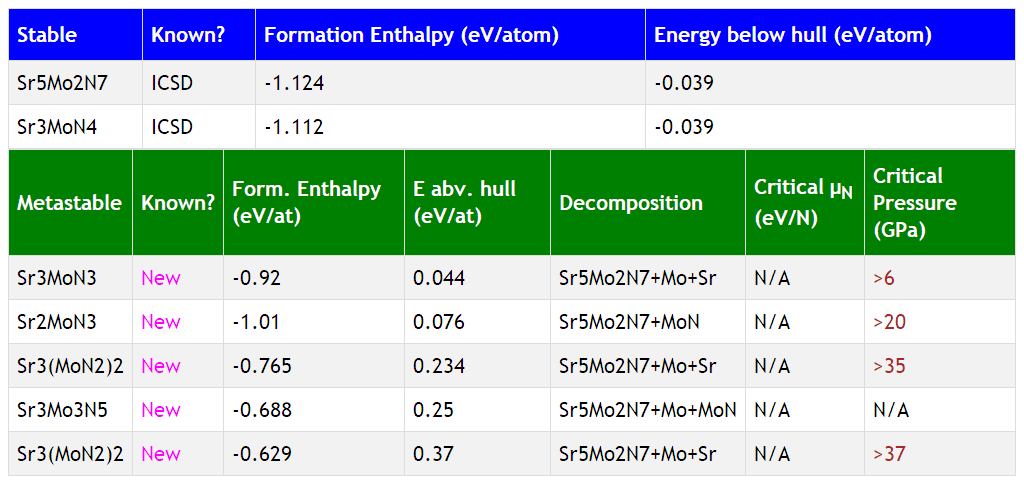 Stable Known? Formation Enthalpy (eV/atom) Energy below hull (eV/atom)
Sr5Mo2N7 ICSD -1.124 -0.039
Sr3MoN4 ICSD -1.112 -0.039
Metastable Known? Form. Enthalpy (eV/at) E abv. hull (eV/at) Decomposition Critical μN (eV/N) Critical Pressure (GPa)
Sr3MoN3 New -0.92 0.044 Sr5Mo2N7+Mo+Sr N/A >6
Sr2MoN3 New -1.01 0.076 Sr5Mo2N7+MoN N/A >20
Sr3(MoN2)2 New -0.765 0.234 Sr5Mo2N7+Mo+Sr N/A >35
Sr3Mo3N5 New -0.688 0.25 Sr5Mo2N7+Mo+MoN N/A N/A
Sr3(MoN2)2 New -0.629 0.37 Sr5Mo2N7+Mo+Sr N/A >37